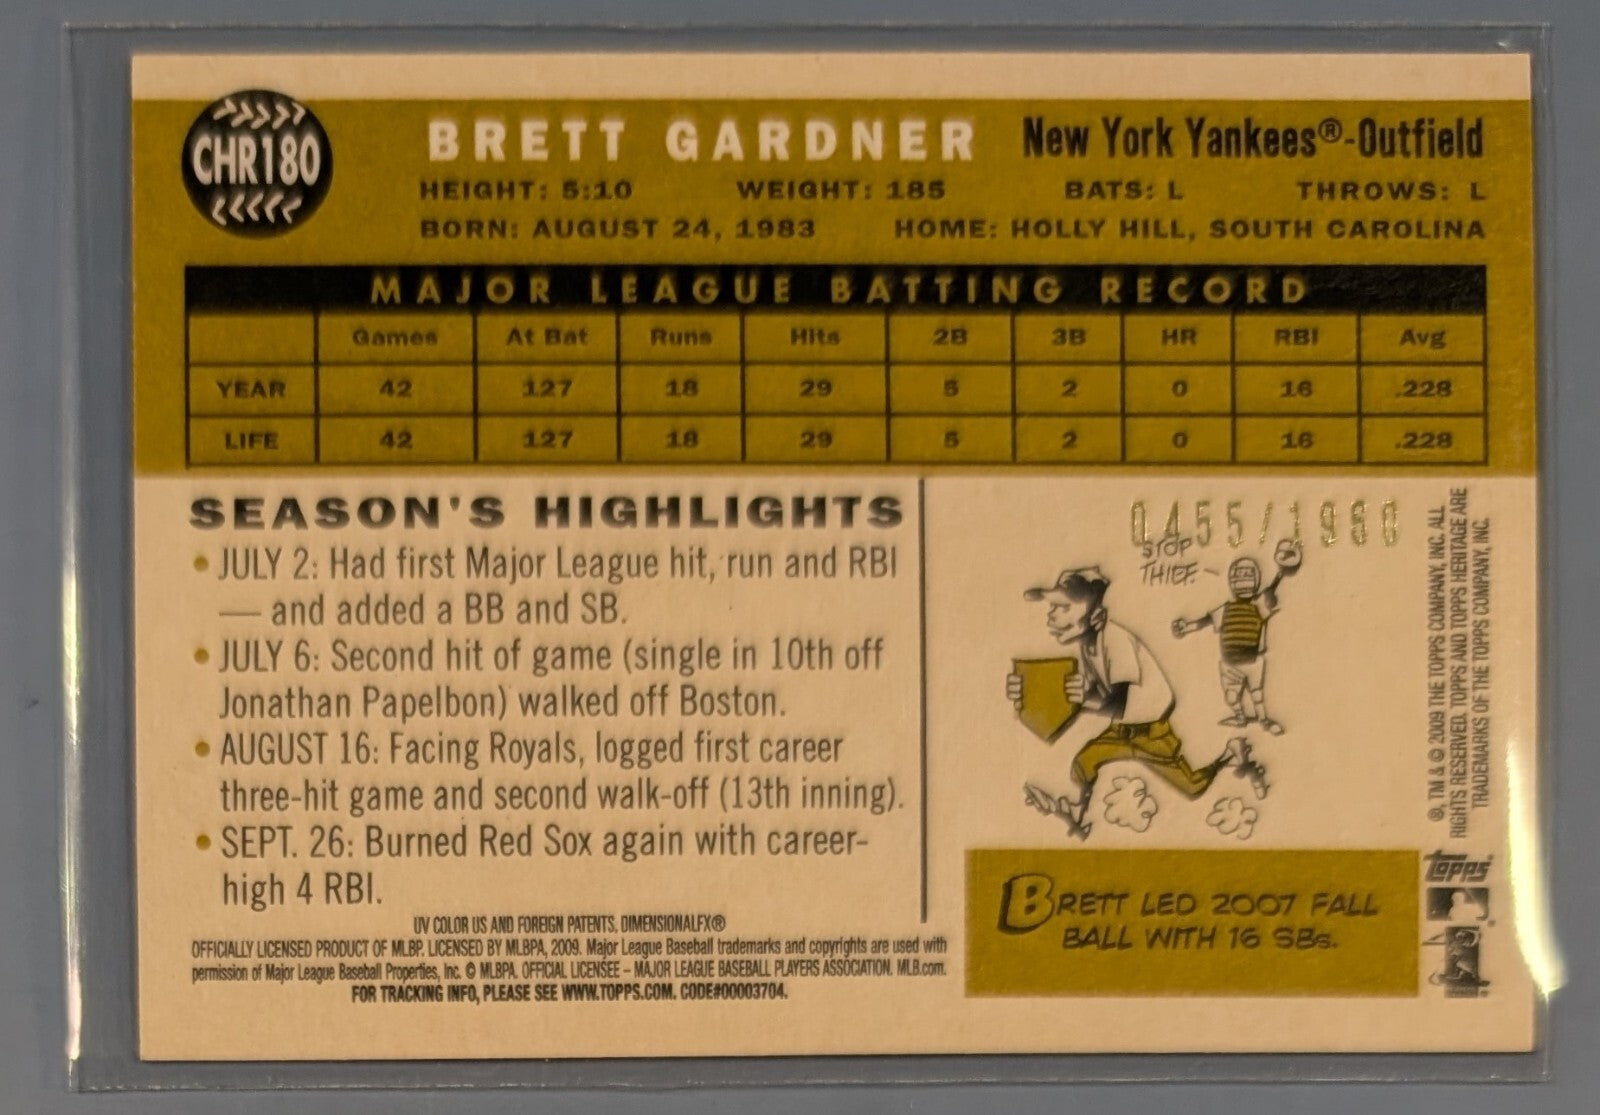 CHR180
BRETT GARDNER New York Yankees®-Outfield
HEIGHT: 5:10 WEIGHT: 185 BATS: L THROWS: L
BORN: AUGUST 24, 1983 HOME: HOLLY HILL, SOUTH CAROLINA
MAJOR LEAGUE BATTING RECORD
Games At Bat Runs Hits 2B 3B HR RBI Avg
YEAR 42 127 18 29 5 2 0 16 .228
LIFE 42 127 18 29 5 2 0 16 .228
SEASON'S HIGHLIGHTS
• JULY 2: Had first Major League hit, run and RBI
— and added a BB and SB.
• JULY 6: Second hit of game (single in 10th off
Jonathan Papelbon) walked off Boston.
• AUGUST 16: Facing Royals, logged first career
three-hit game and second walk-off (13th inning).
• SEPT. 26: Burned Red Sox again with career-
high 4 RBI.
UV COLOR US AND FOREIGN PATENTS, DIMENSIONALFX®
OFFICIALLY LICENSED PRODUCT OF MLBP. LICENSED BY MLBPA, 2009. Major League Baseball trademarks and copyrights are used with
permission of Major League Baseball Properties, Inc. © MLBPA. OFFICIAL LICENSEE – MAJOR LEAGUE BASEBALL PLAYERS ASSOCIATION. MLB.com.
FOR TRACKING INFO, PLEASE SEE WWW.TOPPS.COM. CODE#00003704.
0455/1960
STOP
THIEF. –
BRETT LED 2007 FALL
BALL WITH 16 SBs.
®, TM & © 2009 THE TOPPS COMPANY, INC. ALL
RIGHTS RESERVED. TOPPS AND TOPPS HERITAGE ARE
TRADEMARKS OF THE TOPPS COMPANY, INC.
topps